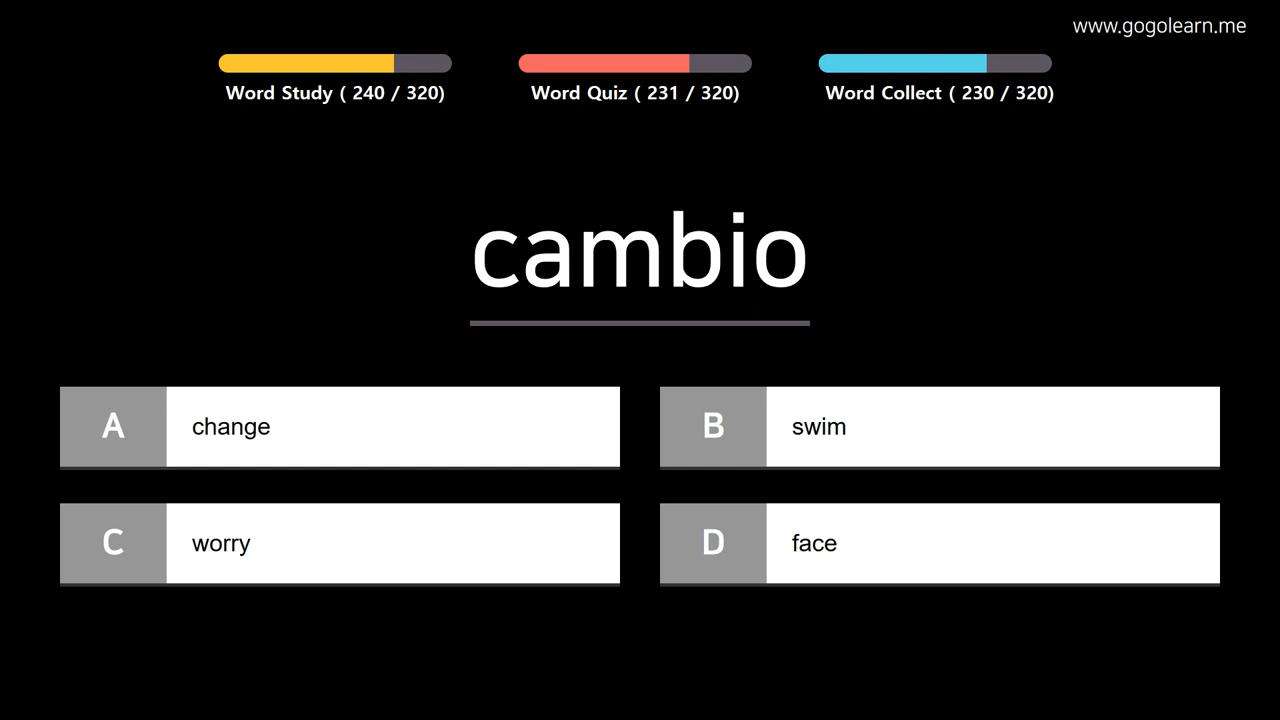 www.gogolearn.me
Word Study ( 240 / 320)
Word Quiz ( 231 / 320)
Word Collect ( 230 / 320)
cambio
A change
B swim
C worry
D face